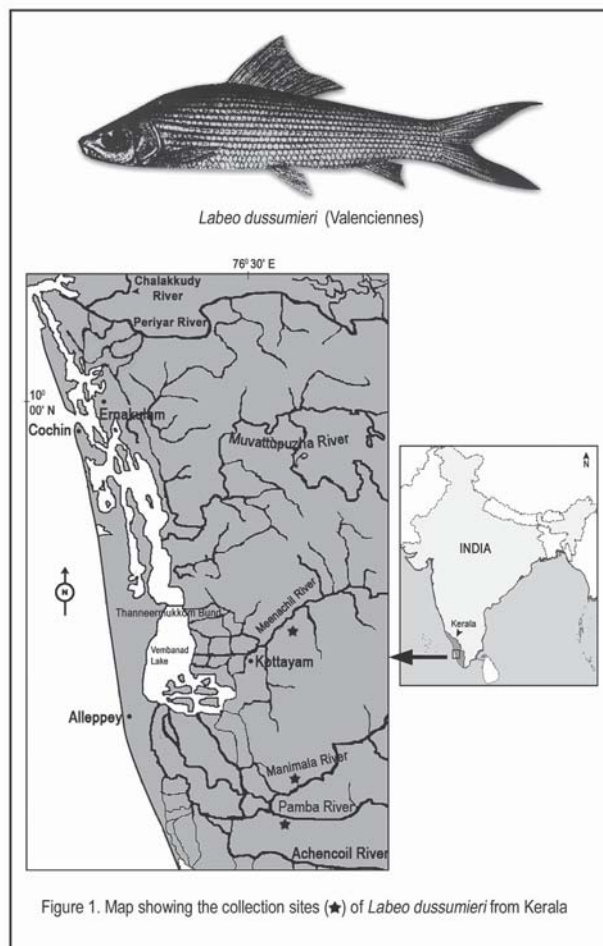 Labeo dussumieri (Valenciennes)
76⁰ 30' E
Chalakkudy
River
Periyar River
10⁰
00' N
Ernakulam
Cochin
Muvattupuzha River
N
INDIA
Kerala
N
Meenachil River
Thanneermukkom Bund
Vembanad
Lake
Kottayam
Alleppey
Manimala River
Pamba River
Achencoil River
Figure 1. Map showing the collection sites (★) of Labeo dussumieri from Kerala